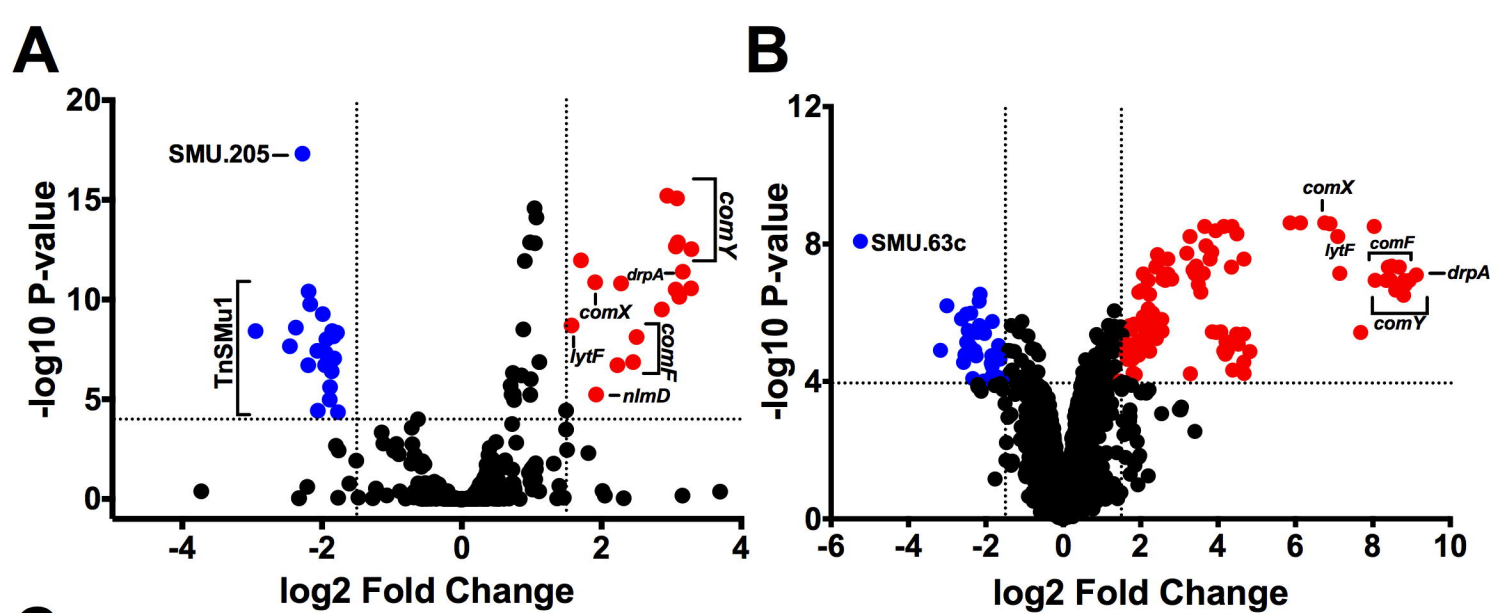 A
-log10 P-value
20
15
10
5
0
-4
-2
0
2
4
log2 Fold Change
SMU.205
TnSMu1
comY
drpA
comX
lytF
comF
nlmD
B
-log10 P-value
12
8
4
0
-6
-4
-2
0
2
4
6
8
10
log2 Fold Change
SMU.63c
comX
lytF
comF
drpA
comY